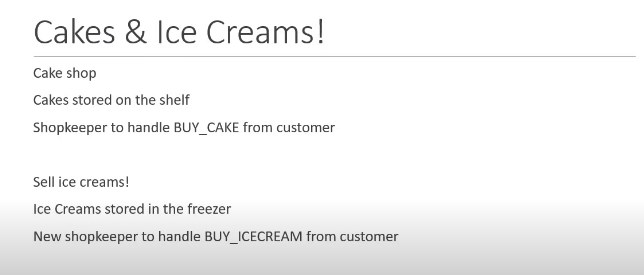 Cakes & Ice Creams!
Cake shop
Cakes stored on the shelf
Shopkeeper to handle BUY_CAKE from customer
Sell ice creams!
Ice Creams stored in the freezer
New shopkeeper to handle BUY_ICECREAM from customer